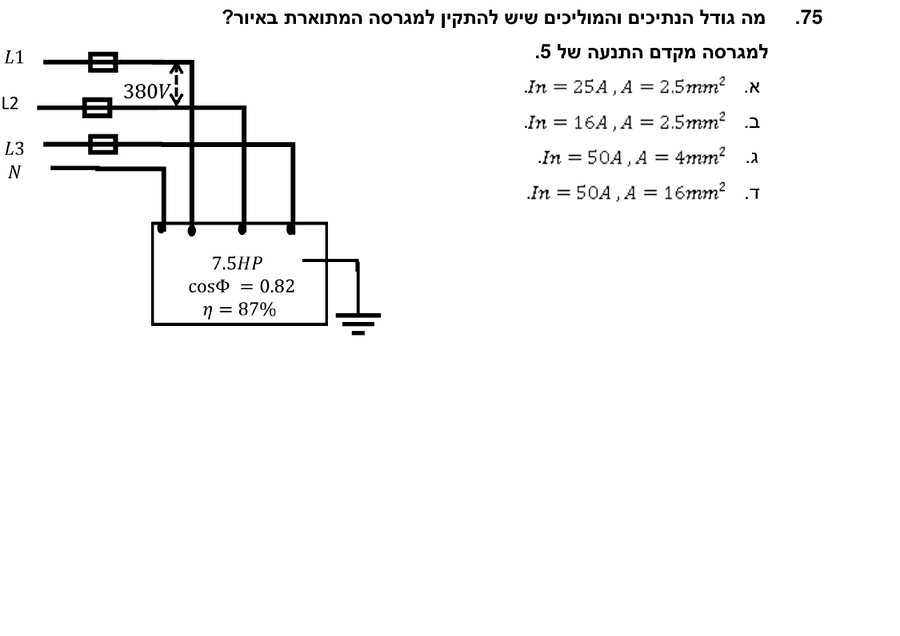 75. מה גודל הנתיכים והמוליכים שיש להתקין למגרסה המתוארת באיור?
למגרסה מקדם התנעה של 5.
א. In = 25A , A = 2.5mm².
ב. In = 16A , A = 2.5mm².
ג. In = 50A , A = 4mm².
ד. In = 50A , A = 16mm².
L1
380V
L2
L3
N
7.5HP
cosΦ = 0.82
η = 87%